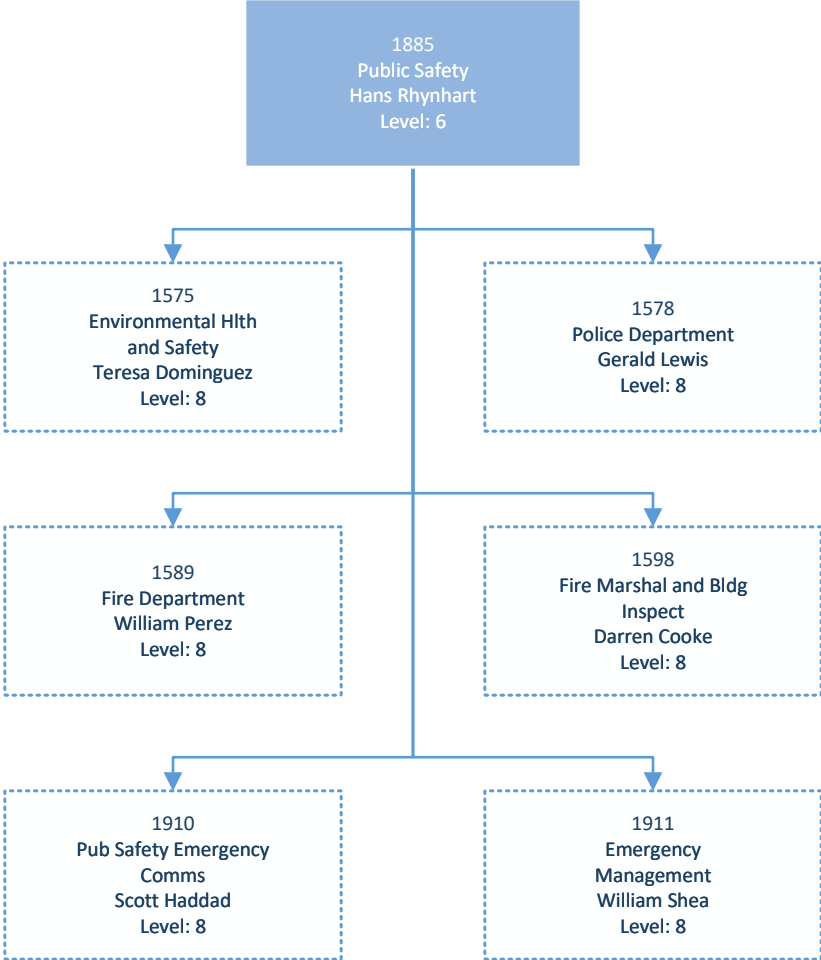 1885
Public Safety
Hans Rhynhart
Level: 6
1575
Environmental Hlth
and Safety
Teresa Dominguez
Level: 8
1578
Police Department
Gerald Lewis
Level: 8
1589
Fire Department
William Perez
Level: 8
1598
Fire Marshal and Bldg
Inspect
Darren Cooke
Level: 8
1910
Pub Safety Emergency
Comms
Scott Haddad
Level: 8
1911
Emergency
Management
William Shea
Level: 8